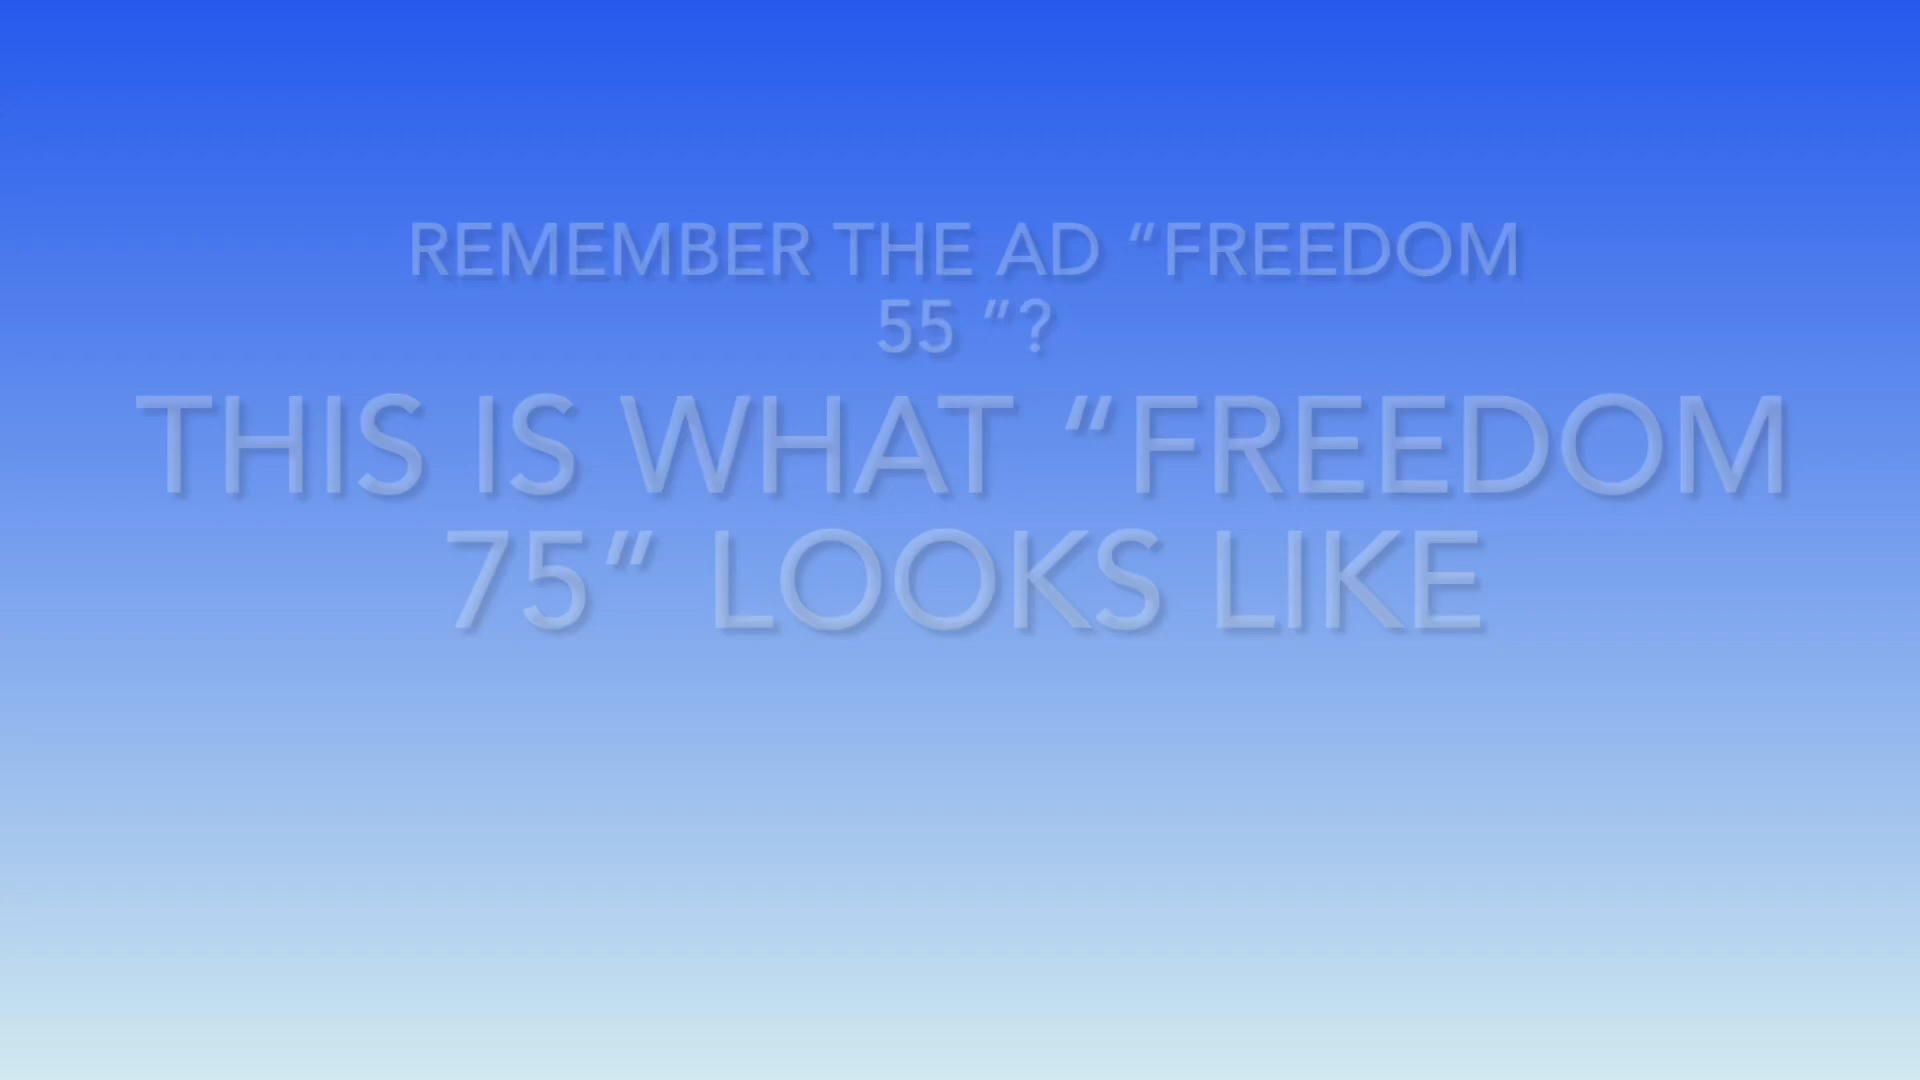 REMEMBER THE AD “FREEDOM
55 ”?
THIS IS WHAT “FREEDOM
75” LOOKS LIKE